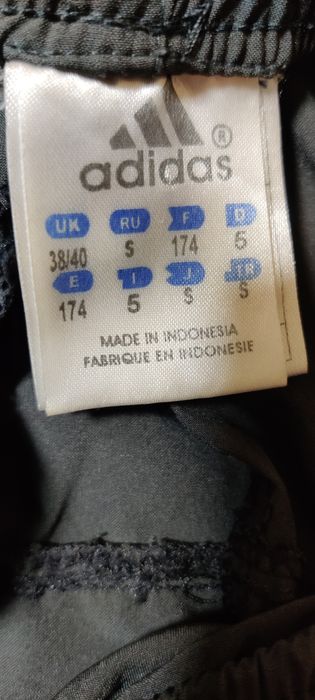 ®
adidas
UK RU F D
38/40 S 174 5
E I J TR
174 5 S S
MADE IN INDONESIA
FABRIQUE EN INDONESIE